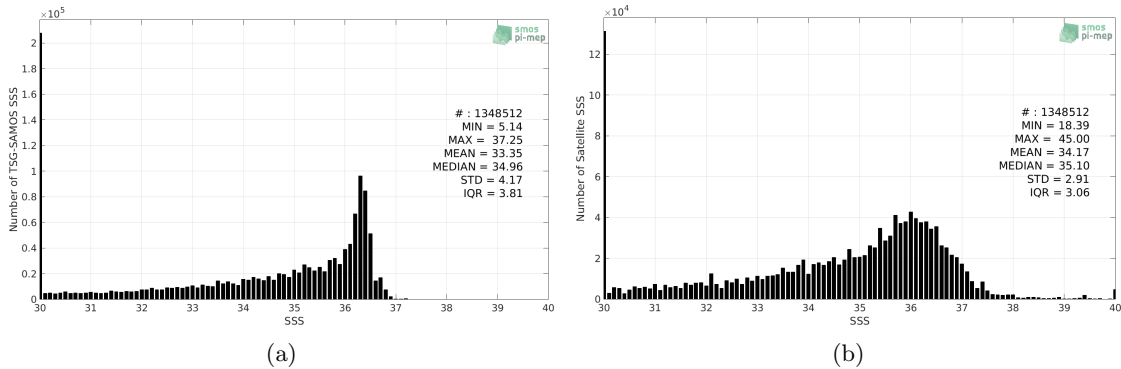 ×10⁵
2
1.8
1.6
1.4
1.2
1
0.8
0.6
0.4
0.2
0
Number of TSG-SAMOS SSS
smos
pi-mep
# : 1348512
MIN = 5.14
MAX = 37.25
MEAN = 33.35
MEDIAN = 34.96
STD = 4.17
IQR = 3.81
30 31 32 33 34 35 36 37 38 39 40
SSS
(a)
×10⁴
12
10
8
6
4
2
0
Number of Satellite SSS
smos
pi-mep
# : 1348512
MIN = 18.39
MAX = 45.00
MEAN = 34.17
MEDIAN = 35.10
STD = 2.91
IQR = 3.06
30 31 32 33 34 35 36 37 38 39 40
SSS
(b)